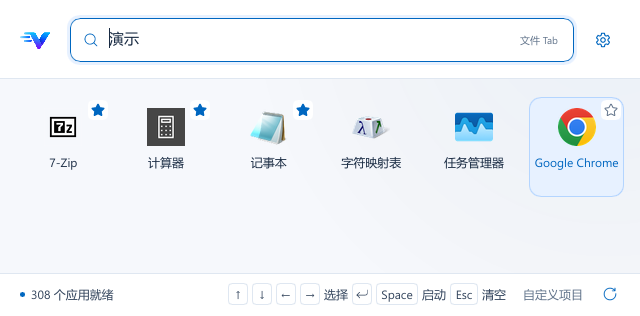 演示
文件 Tab
7-Zip
计算器
记事本
字符映射表
任务管理器
Google Chrome
308 个应用就绪
↑ ↓ ← → 选择 ↵ Space 启动 Esc 清空
自定义项目